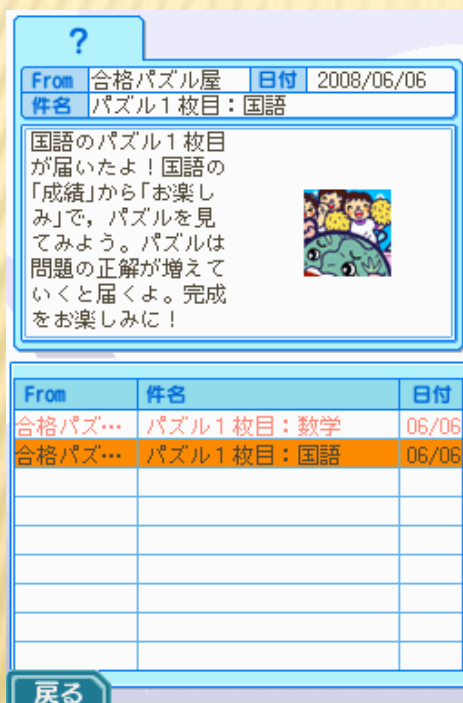 ?
From 合格パズル屋 日付 2008/06/06
件名 パズル1枚目：国語
国語のパズル1枚目
が届いたよ！国語の
「成績」から「お楽し
み」で，パズルを見
てみよう。パズルは
問題の正解が増えて
いくと届くよ。完成
をお楽しみに！
From 件名 日付
合格パズ… パズル1枚目：数学 06/06
合格パズ… パズル1枚目：国語 06/06
戻る